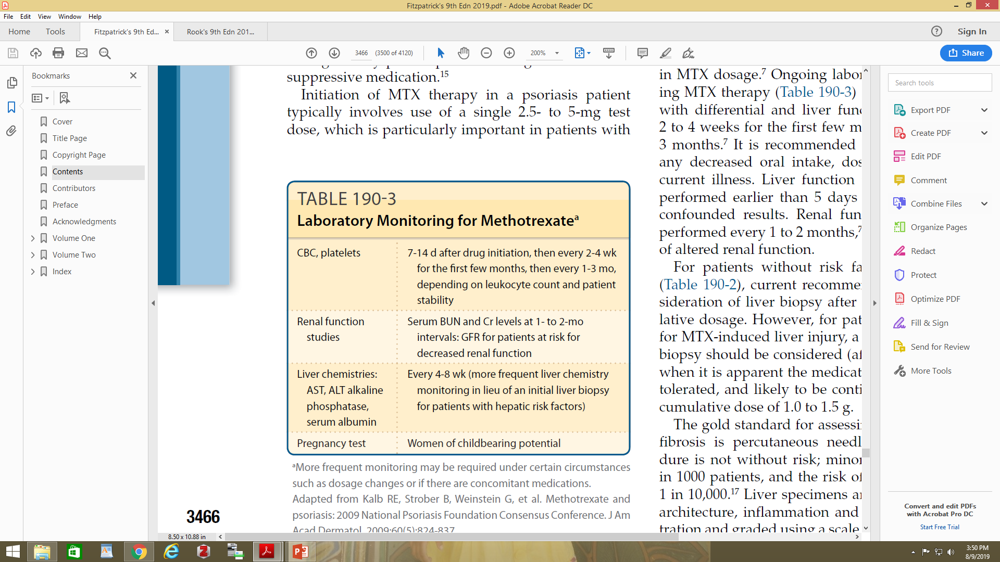 Fitzpatrick's 9th Edn 2019.pdf - Adobe Acrobat Reader DC
File Edit View Window Help
Home Tools Fitzpatrick's 9th Ed... × Rook's 9th Edn 201... Sign In
3466 (3500 of 4120) 200% Share
Bookmarks
Cover
Title Page
Copyright Page
Contents
Contributors
Preface
Acknowledgments
Volume One
Volume Two
Index
suppressive medication.15
Initiation of MTX therapy in a psoriasis patient
typically involves use of a single 2.5- to 5-mg test
dose, which is particularly important in patients with
TABLE 190-3
Laboratory Monitoring for Methotrexatea
CBC, platelets
7-14 d after drug initiation, then every 2-4 wk
for the first few months, then every 1-3 mo,
depending on leukocyte count and patient
stability
Renal function
studies
Serum BUN and Cr levels at 1- to 2-mo
intervals: GFR for patients at risk for
decreased renal function
Liver chemistries:
AST, ALT alkaline
phosphatase,
serum albumin
Every 4-8 wk (more frequent liver chemistry
monitoring in lieu of an initial liver biopsy
for patients with hepatic risk factors)
Pregnancy test
Women of childbearing potential
aMore frequent monitoring may be required under certain circumstances
such as dosage changes or if there are concomitant medications.
Adapted from Kalb RE, Strober B, Weinstein G, et al. Methotrexate and
psoriasis: 2009 National Psoriasis Foundation Consensus Conference. J Am
Acad Dermatol. 2009;60(5):824-837
3466
in MTX dosage.7 Ongoing labor
ing MTX therapy (Table 190-3)
with differential and liver func
2 to 4 weeks for the first few m
3 months.7 It is recommended
any decreased oral intake, dos
current illness. Liver function
performed earlier than 5 days
confounded results. Renal fun
performed every 1 to 2 months,7
of altered renal function.
For patients without risk fa
(Table 190-2), current recomme
sideration of liver biopsy after
lative dosage. However, for pat
for MTX-induced liver injury, a
biopsy should be considered (af
when it is apparent the medicat
tolerated, and likely to be conti
cumulative dose of 1.0 to 1.5 g.
The gold standard for assessi
fibrosis is percutaneous needl
dure is not without risk; minor
in 1000 patients, and the risk of
1 in 10,000.17 Liver specimens ar
architecture, inflammation and
tration and graded using a scale
8.50 x 10.88 in
Search tools
Export PDF
Create PDF
Edit PDF
Comment
Combine Files
Organize Pages
Redact
Protect
Optimize PDF
Fill & Sign
Send for Review
More Tools
Convert and edit PDFs
with Acrobat Pro DC
Start Free Trial
3:50 PM
8/9/2019